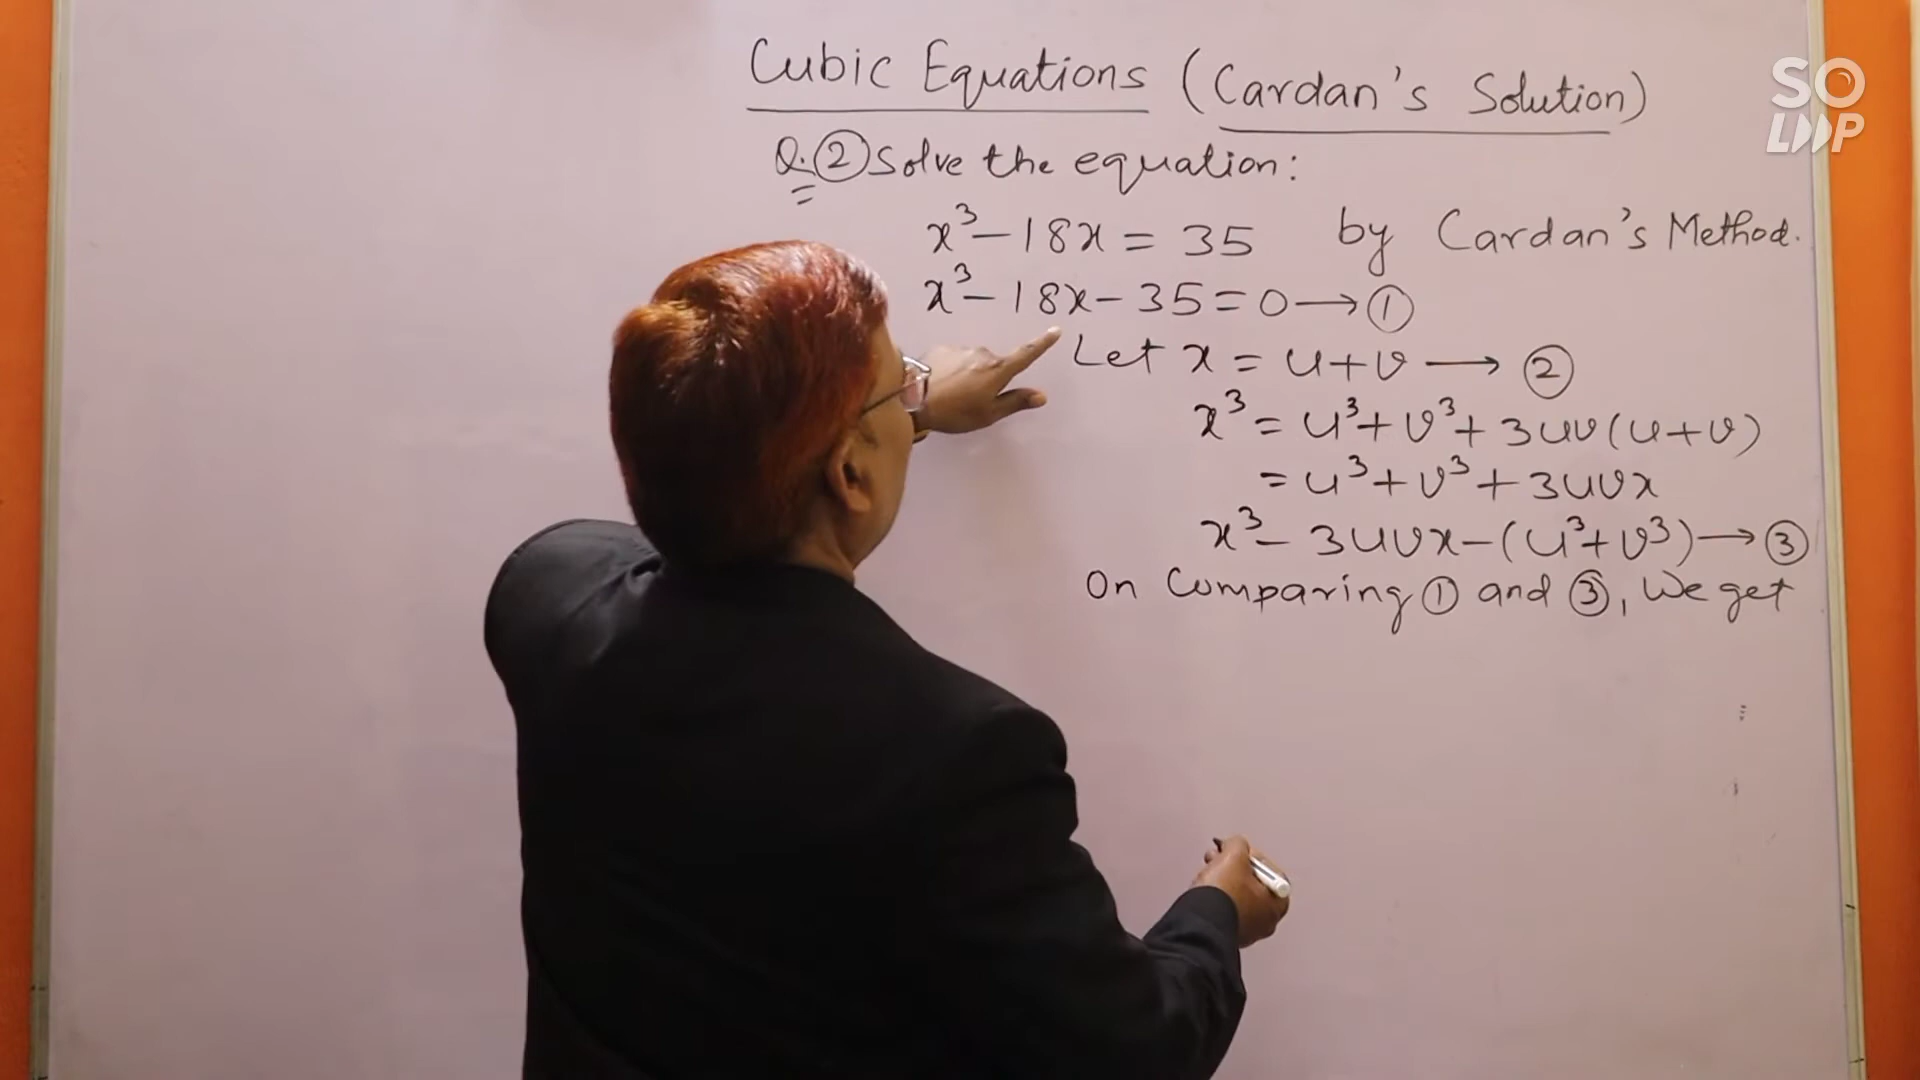 Cubic Equations (Cardan's Solution)
Q.② Solve the equation:
x³-18x = 35 by Cardan's Method.
x³-18x-35=0 → ①
Let x = u+v → ②
x³ = u³+v³+3uv(u+v)
= u³+v³+3uvx
x³-3uvx-(u³+v³) → ③
On Comparing ① and ③, We get
SO
LOOP